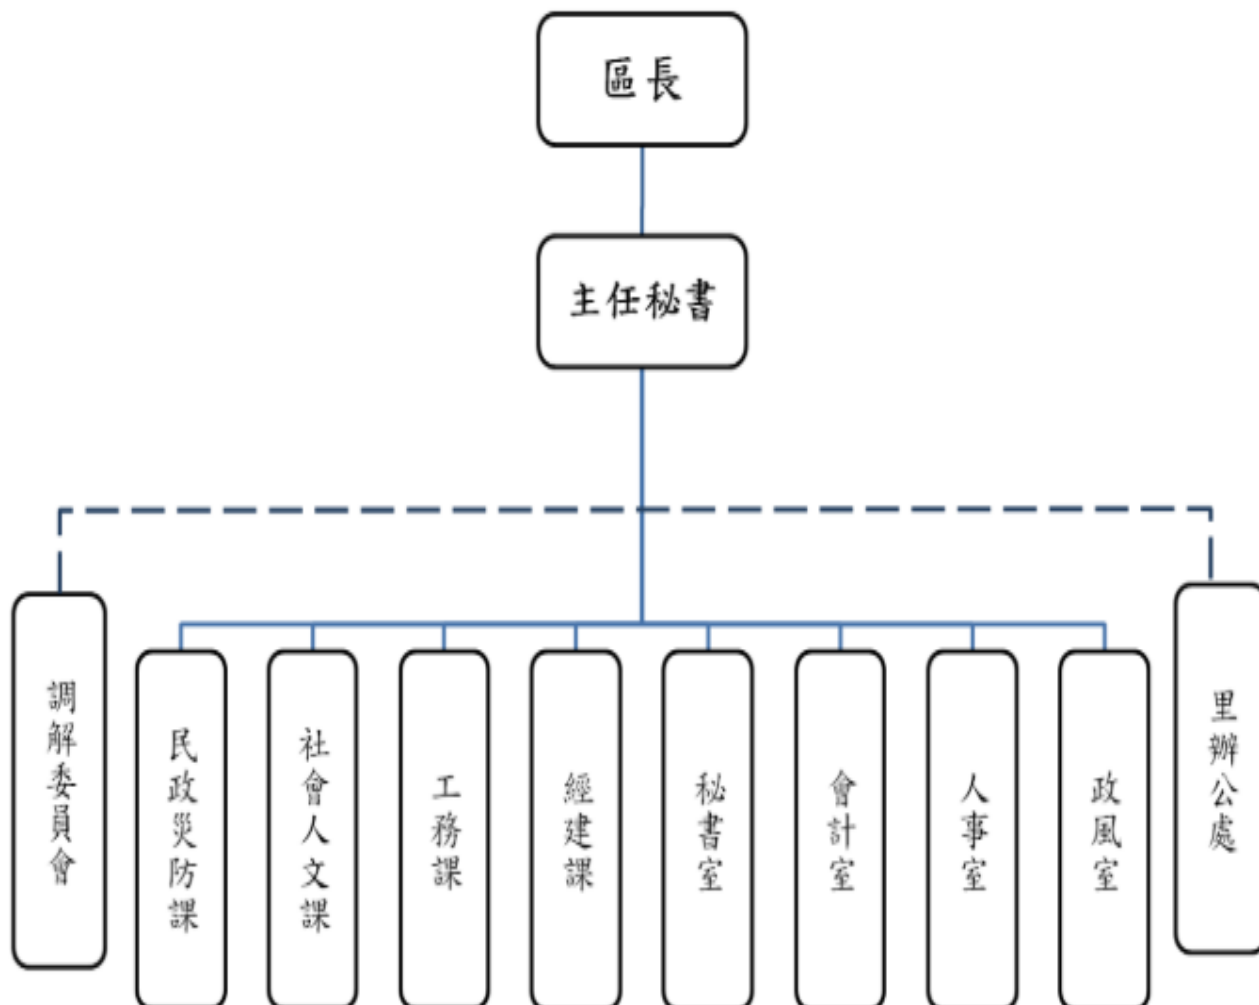 區長
主任秘書
調解委員會
民政災防課
社會人文課
工務課
經建課
秘書室
會計室
人事室
政風室
里辦公處